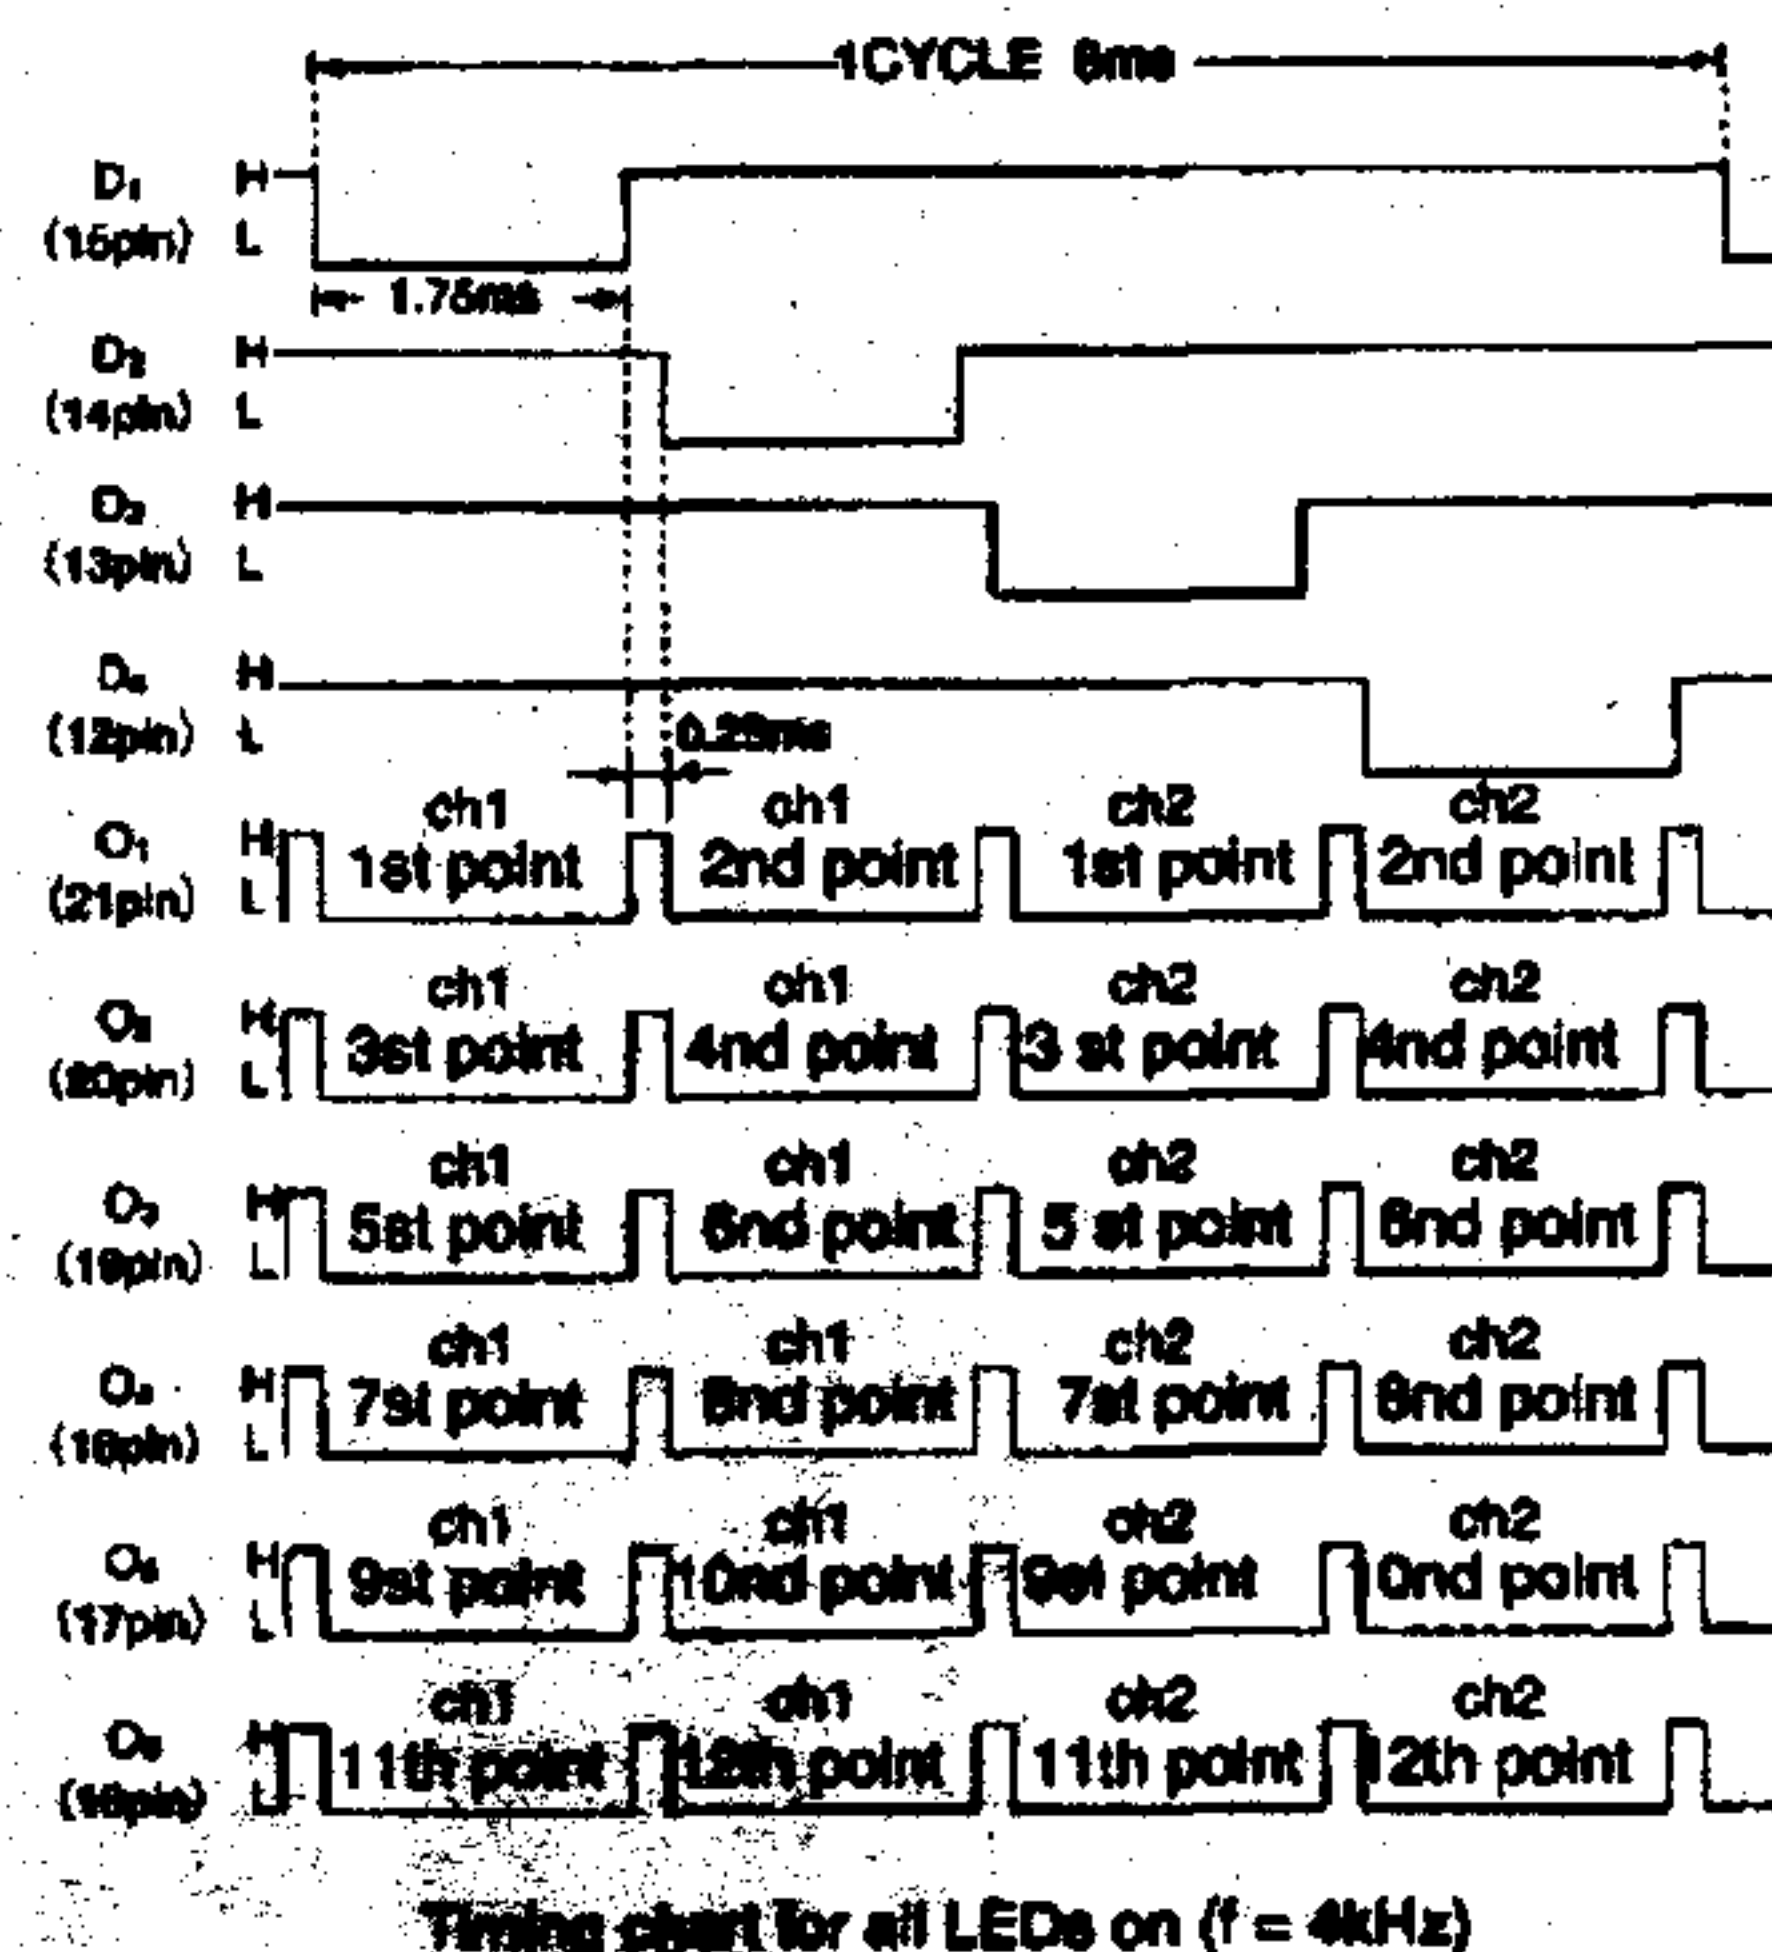 1CYCLE 8ms
D₁ H
(15pin) L
1.75ms
D₂ H
(14pin) L
D₃ H
(13pin) L
D₄ H
(12pin) L
0.25ms
ch1 ch1 ch2 ch2
O₁ H 1st point 2nd point 1st point 2nd point
(21pin) L
ch1 ch1 ch2 ch2
O₂ H 3st point 4nd point 3 st point 4nd point
(20pin) L
ch1 ch1 ch2 ch2
O₃ H 5st point 6nd point 5 st point 6nd point
(19pin) L
ch1 ch1 ch2 ch2
O₄ H 7st point 8nd point 7st point 8nd point
(18pin) L
ch1 ch1 ch2 ch2
O₅ H 9st point 10nd point 9st point 10nd point
(17pin) L
ch1 ch1 ch2 ch2
O₆ H 11th point 12th point 11th point 12th point
(16pin) L
Timing chart for all LEDs on (f = 4kHz)